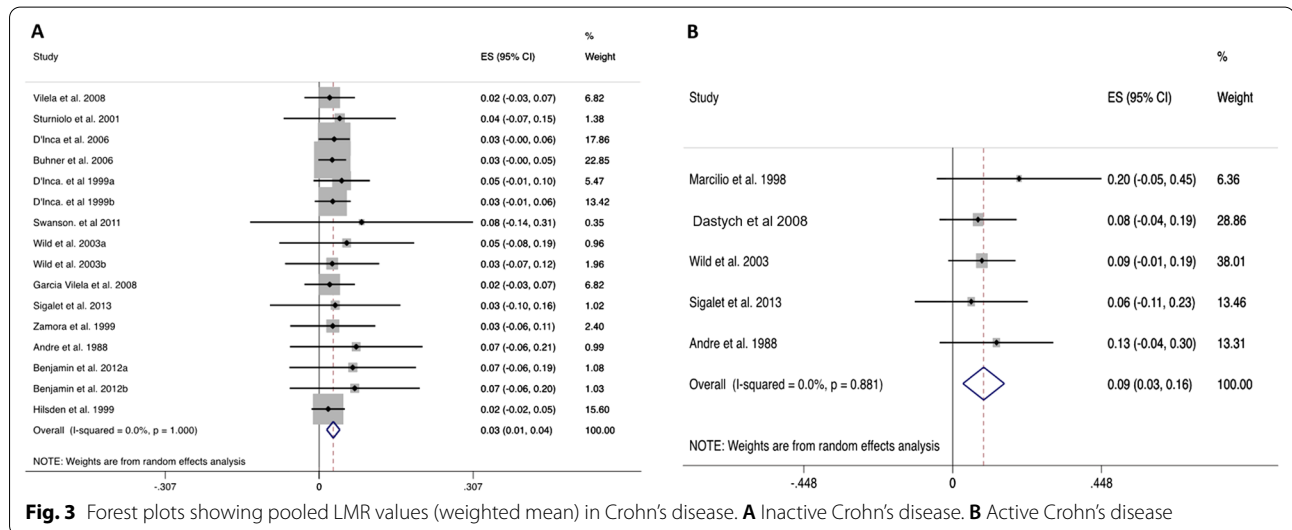 A
%
Study ES (95% CI) Weight
Vilela et al. 2008 0.02 (-0.03, 0.07) 6.82
Sturniolo et al. 2001 0.04 (-0.07, 0.15) 1.38
D'Inca et al. 2006 0.03 (-0.00, 0.06) 17.86
Buhner et al. 2006 0.03 (-0.00, 0.05) 22.85
D'Inca. et al 1999a 0.05 (-0.01, 0.10) 5.47
D'Inca. et al 1999b 0.03 (-0.01, 0.06) 13.42
Swanson. et al 2011 0.08 (-0.14, 0.31) 0.35
Wild et al. 2003a 0.05 (-0.08, 0.19) 0.96
Wild et al. 2003b 0.03 (-0.07, 0.12) 1.96
Garcia Vilela et al. 2008 0.02 (-0.03, 0.07) 6.82
Sigalet et al. 2013 0.03 (-0.10, 0.16) 1.02
Zamora et al. 1999 0.03 (-0.06, 0.11) 2.40
Andre et al. 1988 0.07 (-0.06, 0.21) 0.99
Benjamin et al. 2012a 0.07 (-0.06, 0.19) 1.08
Benjamin et al. 2012b 0.07 (-0.06, 0.20) 1.03
Hilsden et al. 1999 0.02 (-0.02, 0.05) 15.60
Overall (I-squared = 0.0%, p = 1.000) 0.03 (0.01, 0.04) 100.00
NOTE: Weights are from random effects analysis
-.307 0 .307
B
%
Study ES (95% CI) Weight
Marcilio et al. 1998 0.20 (-0.05, 0.45) 6.36
Dastych et al 2008 0.08 (-0.04, 0.19) 28.86
Wild et al. 2003 0.09 (-0.01, 0.19) 38.01
Sigalet et al. 2013 0.06 (-0.11, 0.23) 13.46
Andre et al. 1988 0.13 (-0.04, 0.30) 13.31
Overall (I-squared = 0.0%, p = 0.881) 0.09 (0.03, 0.16) 100.00
NOTE: Weights are from random effects analysis
-.448 0 .448
Fig. 3 Forest plots showing pooled LMR values (weighted mean) in Crohn's disease. A Inactive Crohn's disease. B Active Crohn's disease